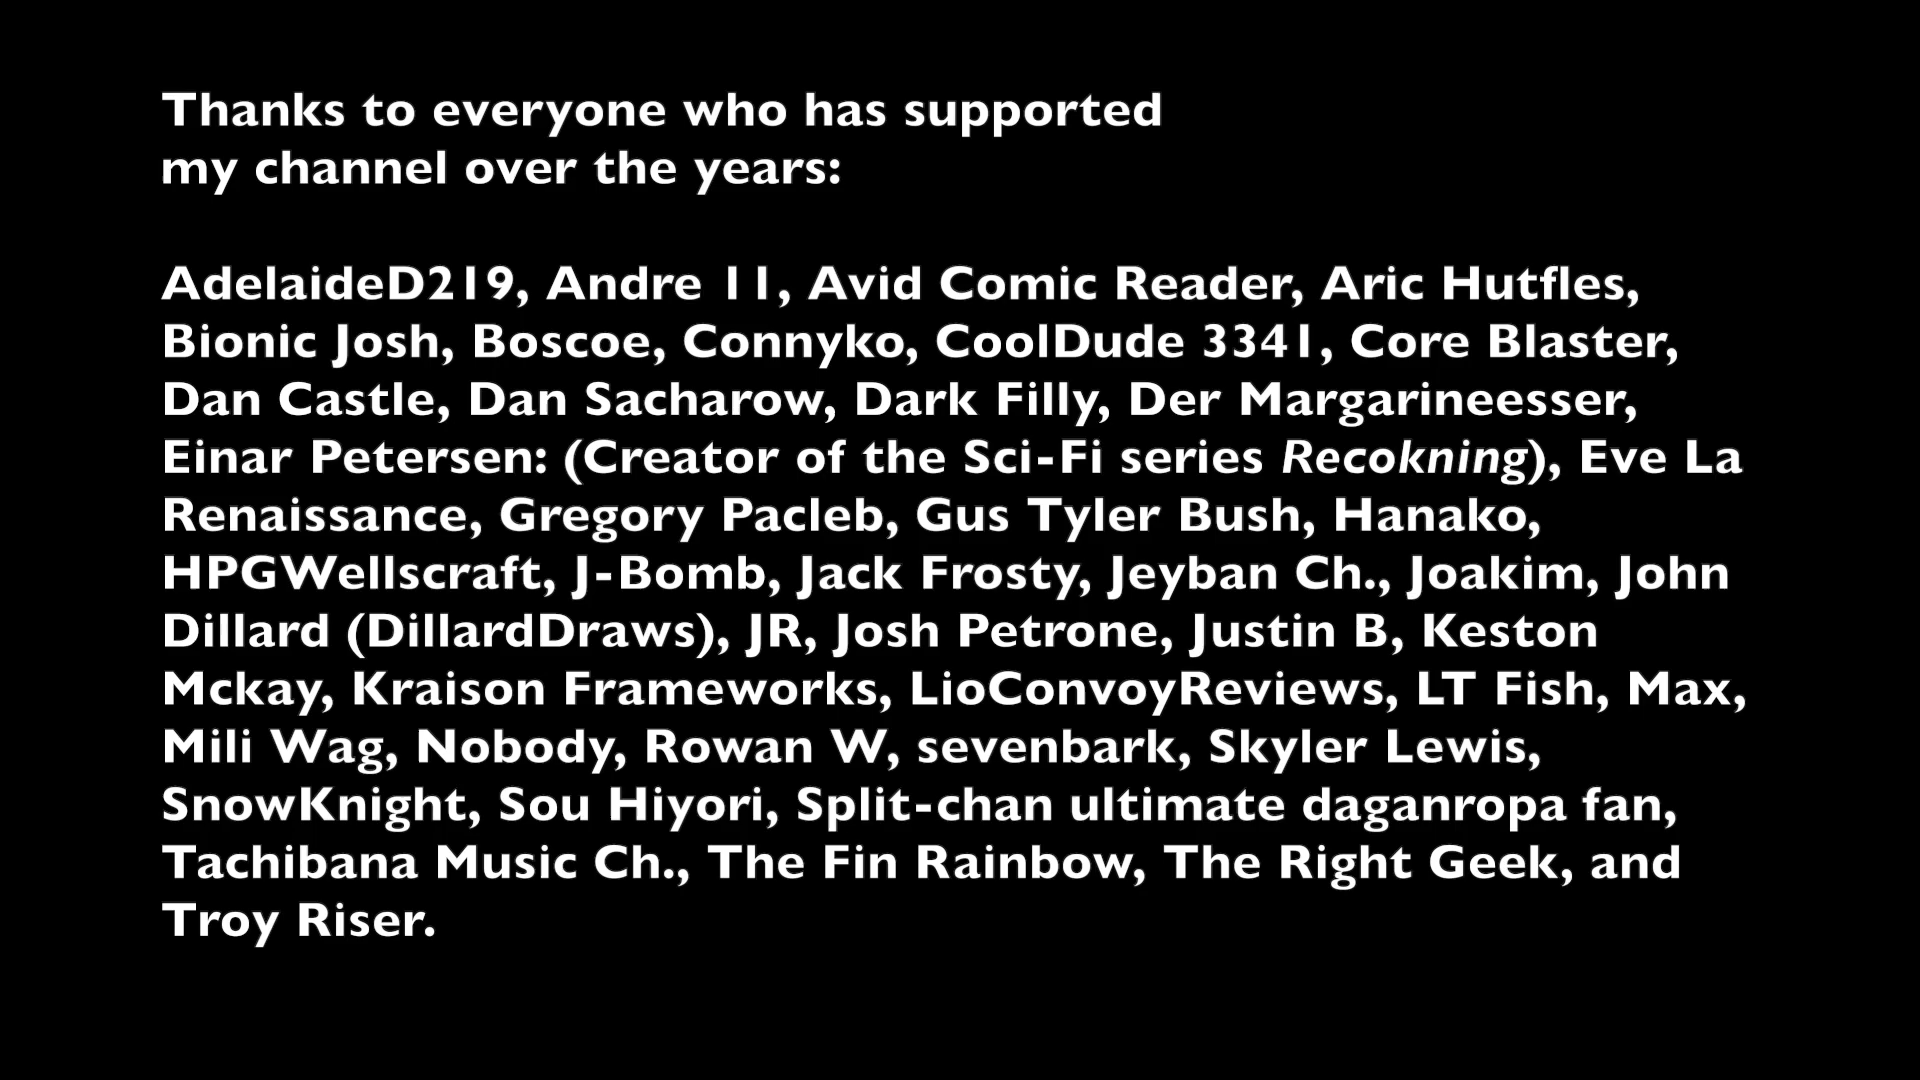 Thanks to everyone who has supported
my channel over the years:
AdelaideD219, Andre 11, Avid Comic Reader, Aric Hutfles,
Bionic Josh, Boscoe, Connyko, CoolDude 3341, Core Blaster,
Dan Castle, Dan Sacharow, Dark Filly, Der Margarineesser,
Einar Petersen: (Creator of the Sci-Fi series Recokning), Eve La
Renaissance, Gregory Pacleb, Gus Tyler Bush, Hanako,
HPGWellscraft, J-Bomb, Jack Frosty, Jeyban Ch., Joakim, John
Dillard (DillardDraws), JR, Josh Petrone, Justin B, Keston
Mckay, Kraison Frameworks, LioConvoyReviews, LT Fish, Max,
Mili Wag, Nobody, Rowan W, sevenbark, Skyler Lewis,
SnowKnight, Sou Hiyori, Split-chan ultimate daganropa fan,
Tachibana Music Ch., The Fin Rainbow, The Right Geek, and
Troy Riser.